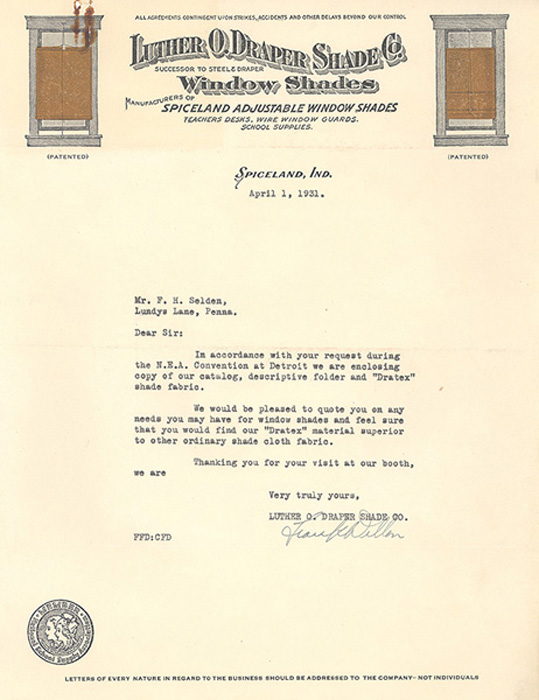 ALL AGREEMENTS CONTINGENT UPON STRIKES, ACCIDENTS AND OTHER DELAYS BEYOND OUR CONTROL
LUTHER O. DRAPER SHADE CO.
SUCCESSOR TO STEEL & DRAPER
WINDOW SHADES
MANUFACTURERS OF
SPICELAND ADJUSTABLE WINDOW SHADES
TEACHERS DESKS, WIRE WINDOW GUARDS.
SCHOOL SUPPLIES.
(PATENTED)
(PATENTED)
SPICELAND, IND.
April 1, 1931.
Mr. F. H. Selden,
Lundys Lane, Penna.
Dear Sir:
In accordance with your request during
the N.E.A. Convention at Detroit we are enclosing
copy of our catalog, descriptive folder and "Dratex"
shade fabric.
We would be pleased to quote you on any
needs you may have for window shades and feel sure
that you would find our "Dratex" material superior
to other ordinary shade cloth fabric.
Thanking you for your visit at our booth,
we are
Very truly yours,
LUTHER O. DRAPER SHADE CO.
FFD:CFD
LETTERS OF EVERY NATURE IN REGARD TO THE BUSINESS SHOULD BE ADDRESSED TO THE COMPANY - NOT INDIVIDUALS